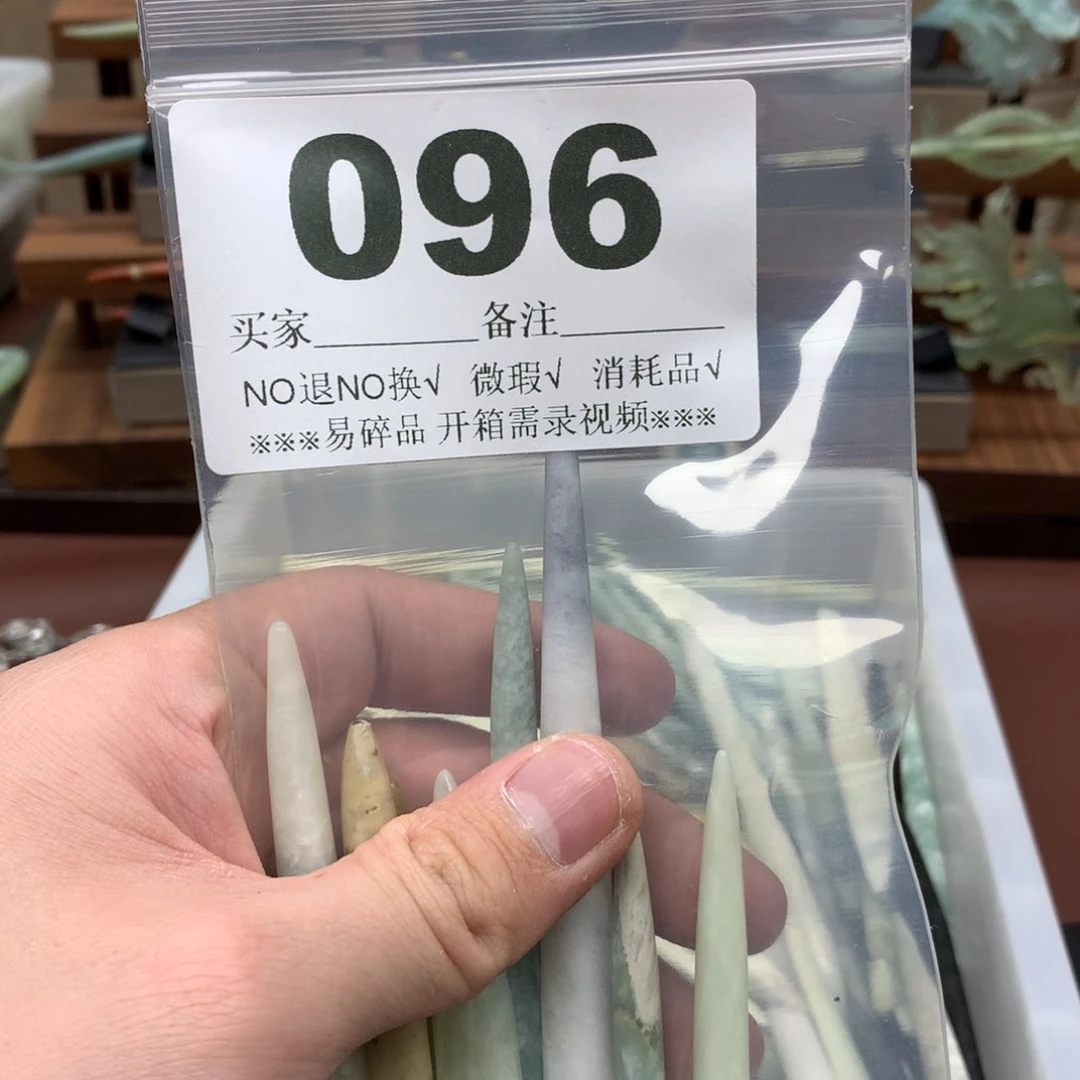 096
买家________备注________
NO退NO换√ 微瑕√ 消耗品√
※※※易碎品 开箱需录视频※※※